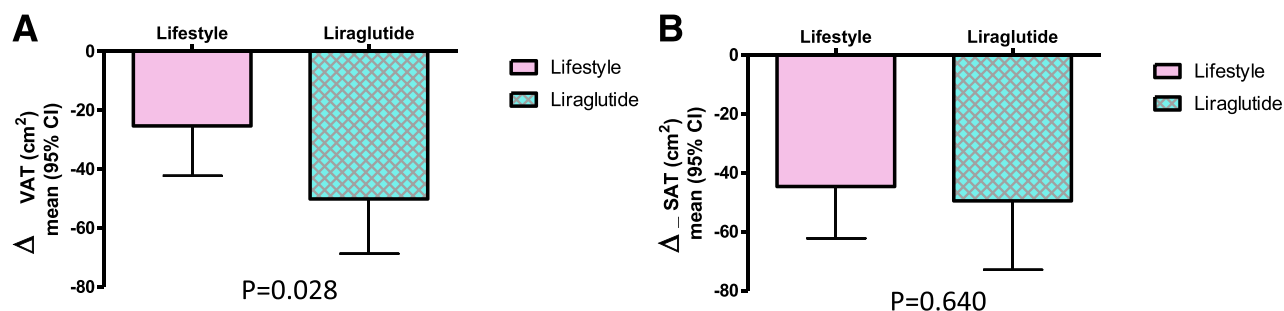 A
Lifestyle Liraglutide
0
-20
-40
-60
-80
Δ VAT (cm²)
mean (95% CI)
P=0.028
Lifestyle
Liraglutide
B
Lifestyle Liraglutide
0
-20
-40
-60
-80
Δ _ SAT (cm²)
mean (95% CI)
P=0.640
Lifestyle
Liraglutide